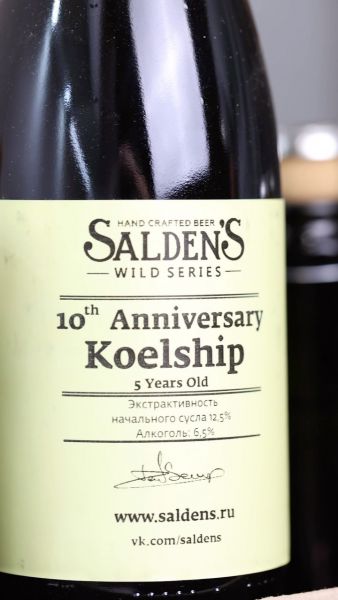 HAND CRAFTED BEER
SALDEN'S
WILD SERIES
10th Anniversary
Koelship
5 Years Old
Экстрактивность
начального сусла 12,5%
Алкоголь: 6,5%
www.saldens.ru
vk.com/saldens